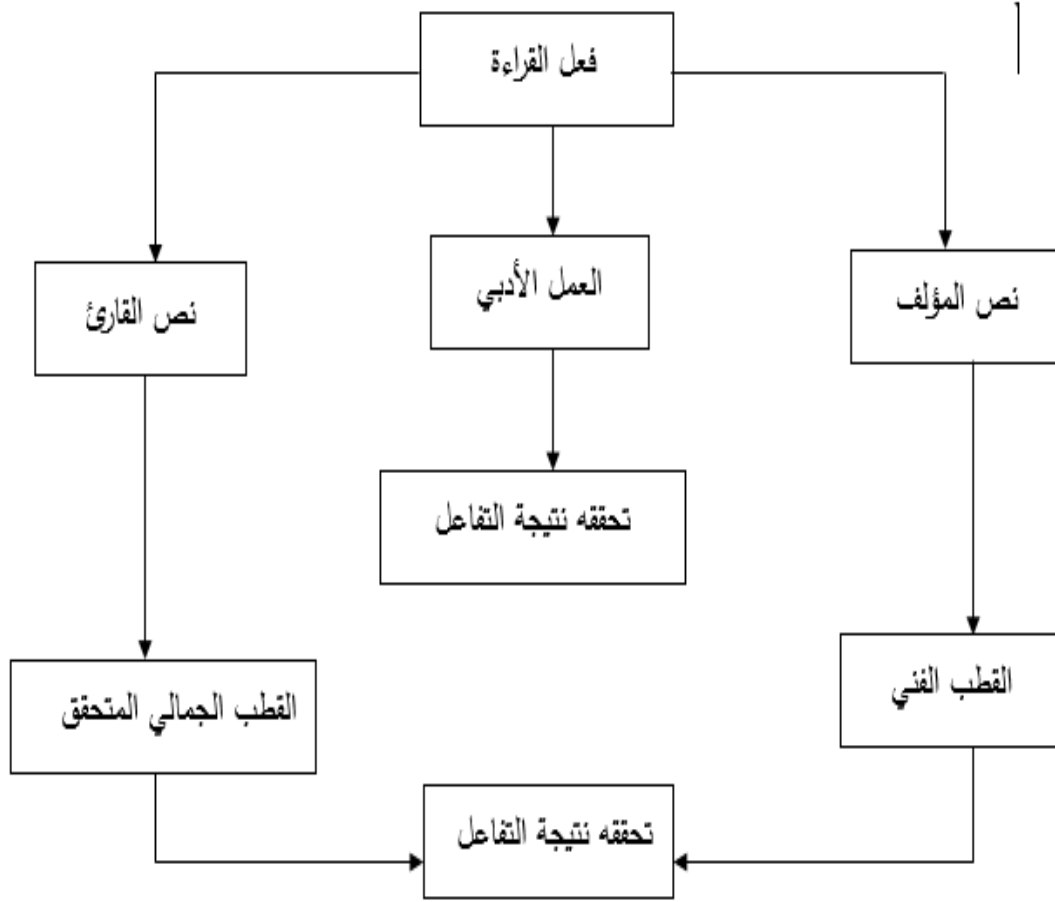 فعل القراءة
نص المؤلف
العمل الأدبي
نص القارئ
تحققه نتيجة التفاعل
القطب الفني
القطب الجمالي المتحقق
تحققه نتيجة التفاعل